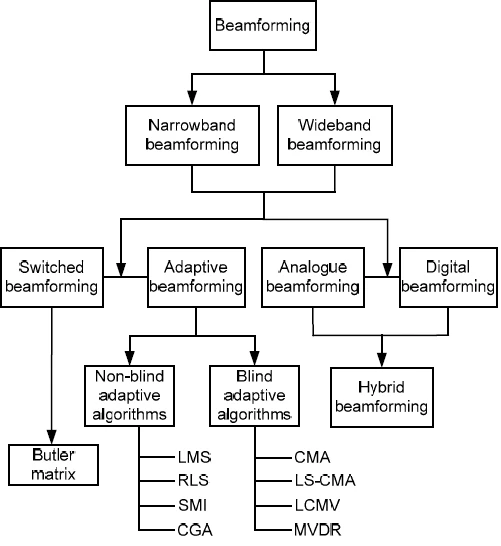 Beamforming
Narrowband
beamforming
Wideband
beamforming
Switched
beamforming
Adaptive
beamforming
Analogue
beamforming
Digital
beamforming
Non-blind
adaptive
algorithms
Blind
adaptive
algorithms
Hybrid
beamforming
Butler
matrix
LMS
RLS
SMI
CGA
CMA
LS-CMA
LCMV
MVDR